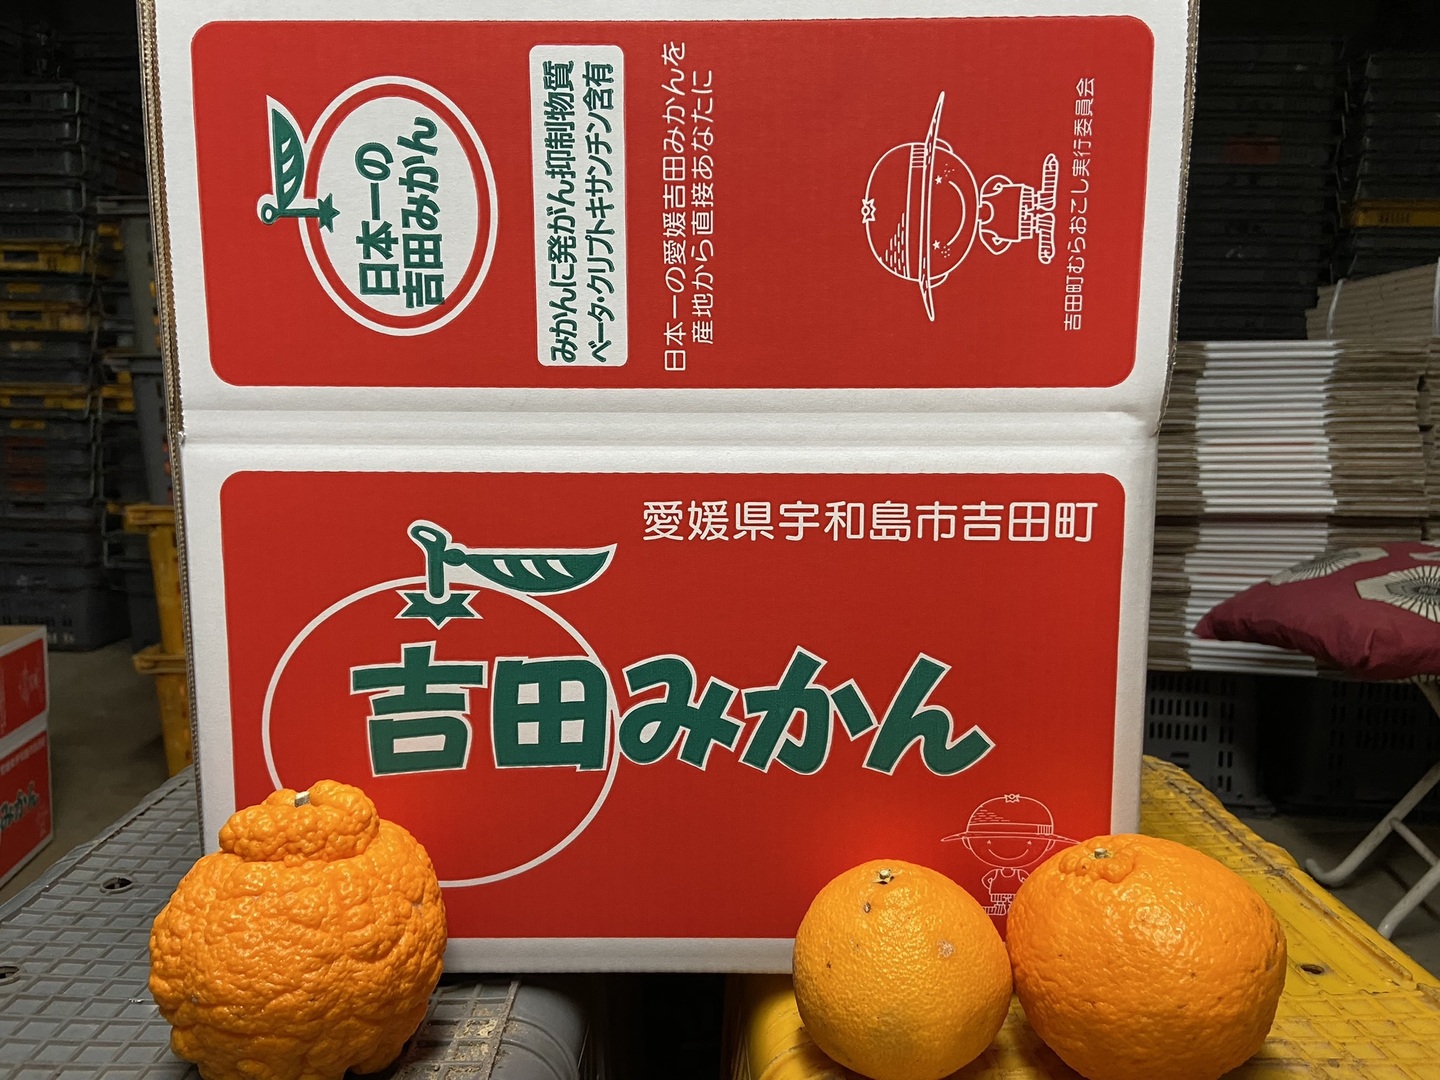 日本一の
吉田みかん
みかんに発がん抑制物質
ベータ・クリプトキサンチン含有
日本一の愛媛吉田みかんを
産地から直接あなたに
吉田町むらおこし実行委員会
愛媛県宇和島市吉田町
吉田みかん
みかん